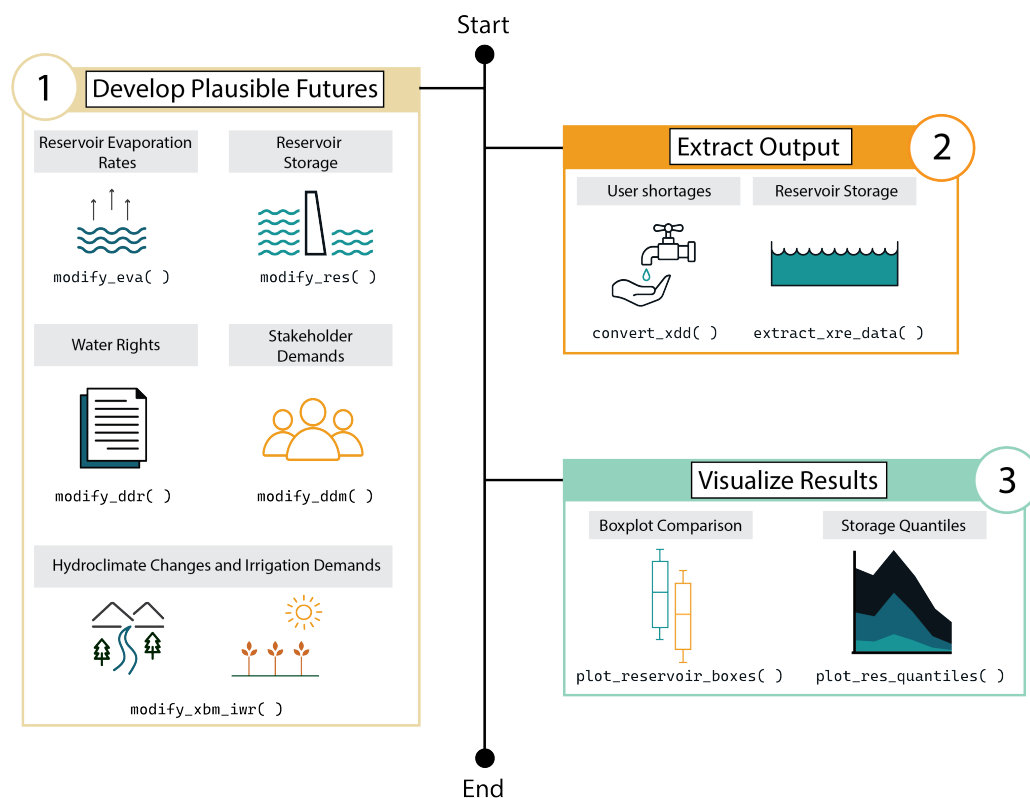 Start
1
Develop Plausible Futures
Reservoir Evaporation
Rates
modify_eva( )
Reservoir
Storage
modify_res( )
Water Rights
modify_ddr( )
Stakeholder
Demands
modify_ddm( )
Hydroclimate Changes and Irrigation Demands
modify_xbm_iwr( )
2
Extract Output
User shortages
convert_xdd( )
Reservoir Storage
extract_xre_data( )
3
Visualize Results
Boxplot Comparison
plot_reservoir_boxes( )
Storage Quantiles
plot_res_quantiles( )
End